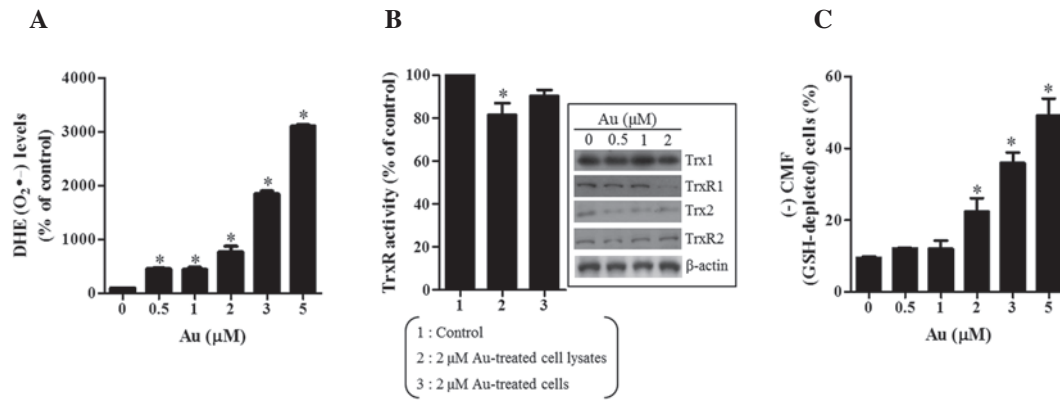 A
DHE (O₂•–) levels
(% of control)
4000
3000
2000
1000
0
*
*
*
*
*
0 0.5 1 2 3 5
Au (μM)
B
TrxR activity (% of control)
100
80
60
40
20
0
*
1 2 3
Au (μM)
0 0.5 1 2
Trx1
TrxR1
Trx2
TrxR2
β-actin
1 : Control
2 : 2 μM Au-treated cell lysates
3 : 2 μM Au-treated cells
C
(-) CMF
(GSH-depleted) cells (%)
60
40
20
0
*
*
*
0 0.5 1 2 3 5
Au (μM)